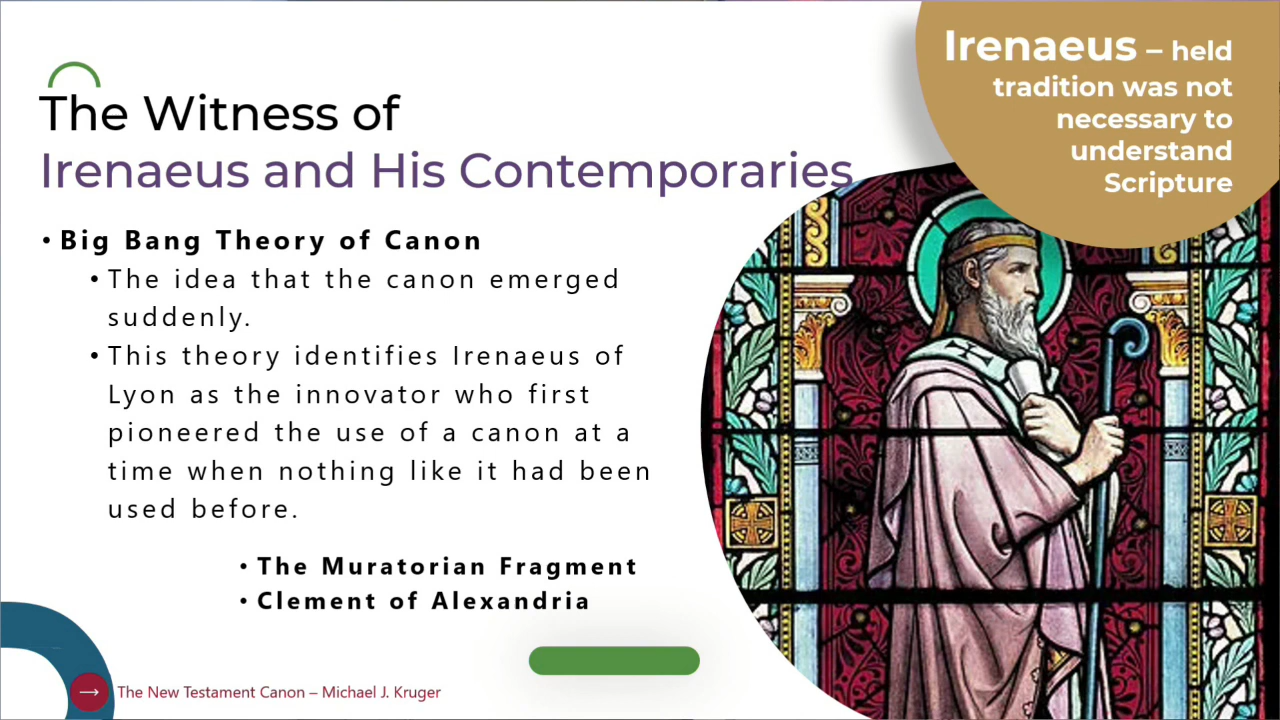 The Witness of
Irenaeus and His Contemporaries
Irenaeus – held
tradition was not
necessary to
understand
Scripture
• Big Bang Theory of Canon
• The idea that the canon emerged
suddenly.
• This theory identifies Irenaeus of
Lyon as the innovator who first
pioneered the use of a canon at a
time when nothing like it had been
used before.
• The Muratorian Fragment
• Clement of Alexandria
The New Testament Canon – Michael J. Kruger